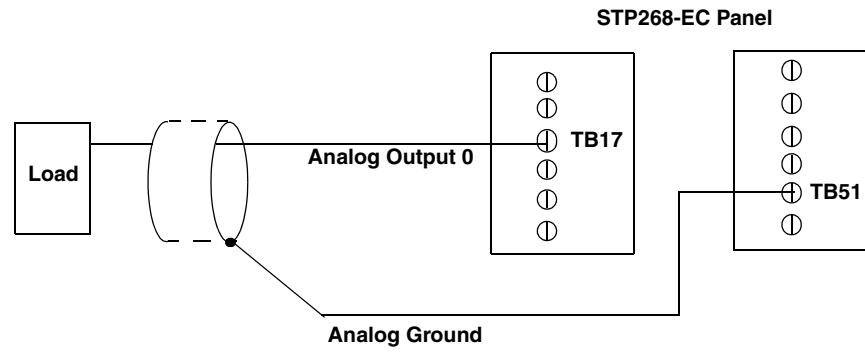 STP268-EC Panel
TB17
Analog Output 0
Load
TB51
Analog Ground